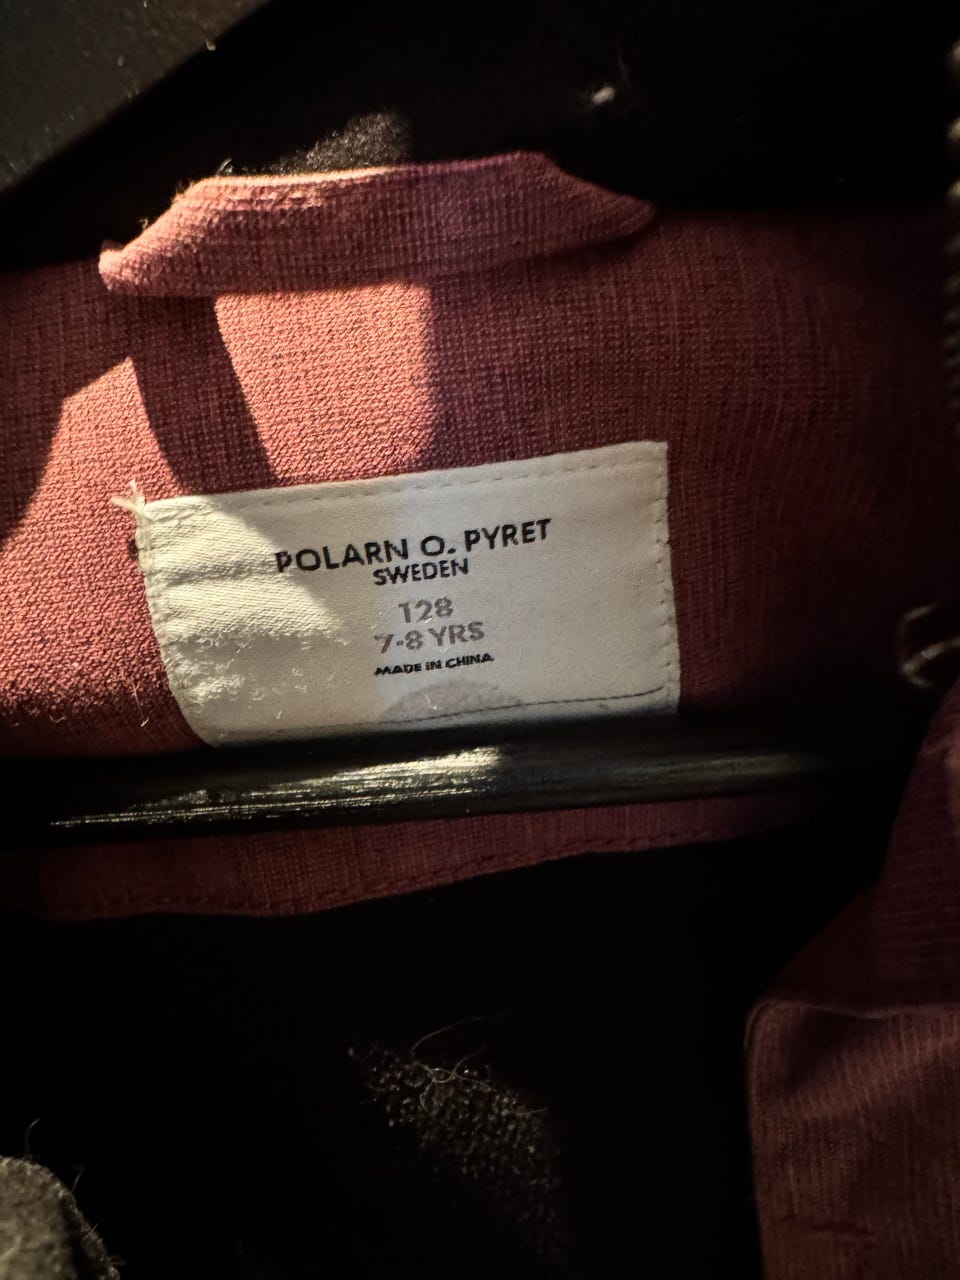 POLARN O. PYRET
SWEDEN
128
7-8 YRS
MADE IN CHINA